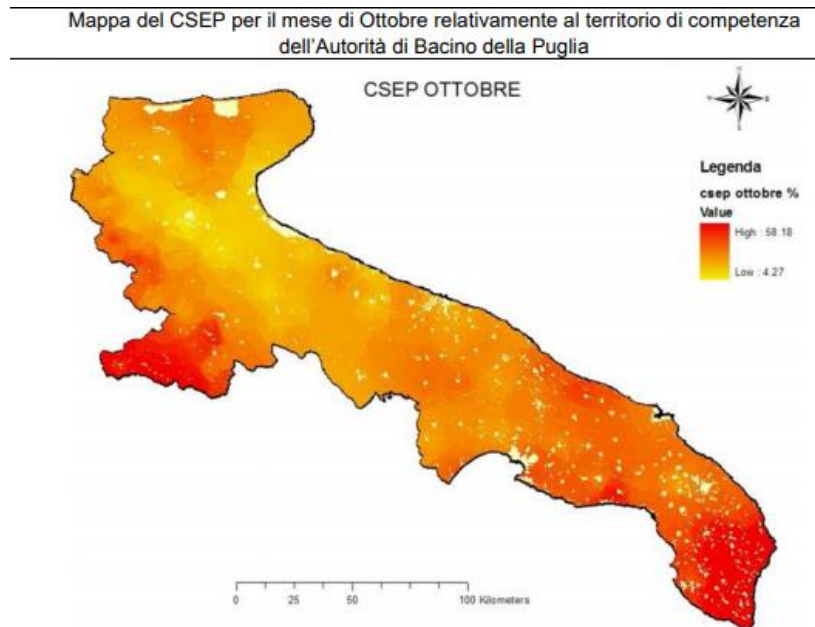 Mappa del CSEP per il mese di Ottobre relativamente al territorio di competenza
dell'Autorità di Bacino della Puglia
CSEP OTTOBRE
Legenda
csep ottobre %
Value
High : 58.18
Low : 4.27
0 25 50 100 Kilometers